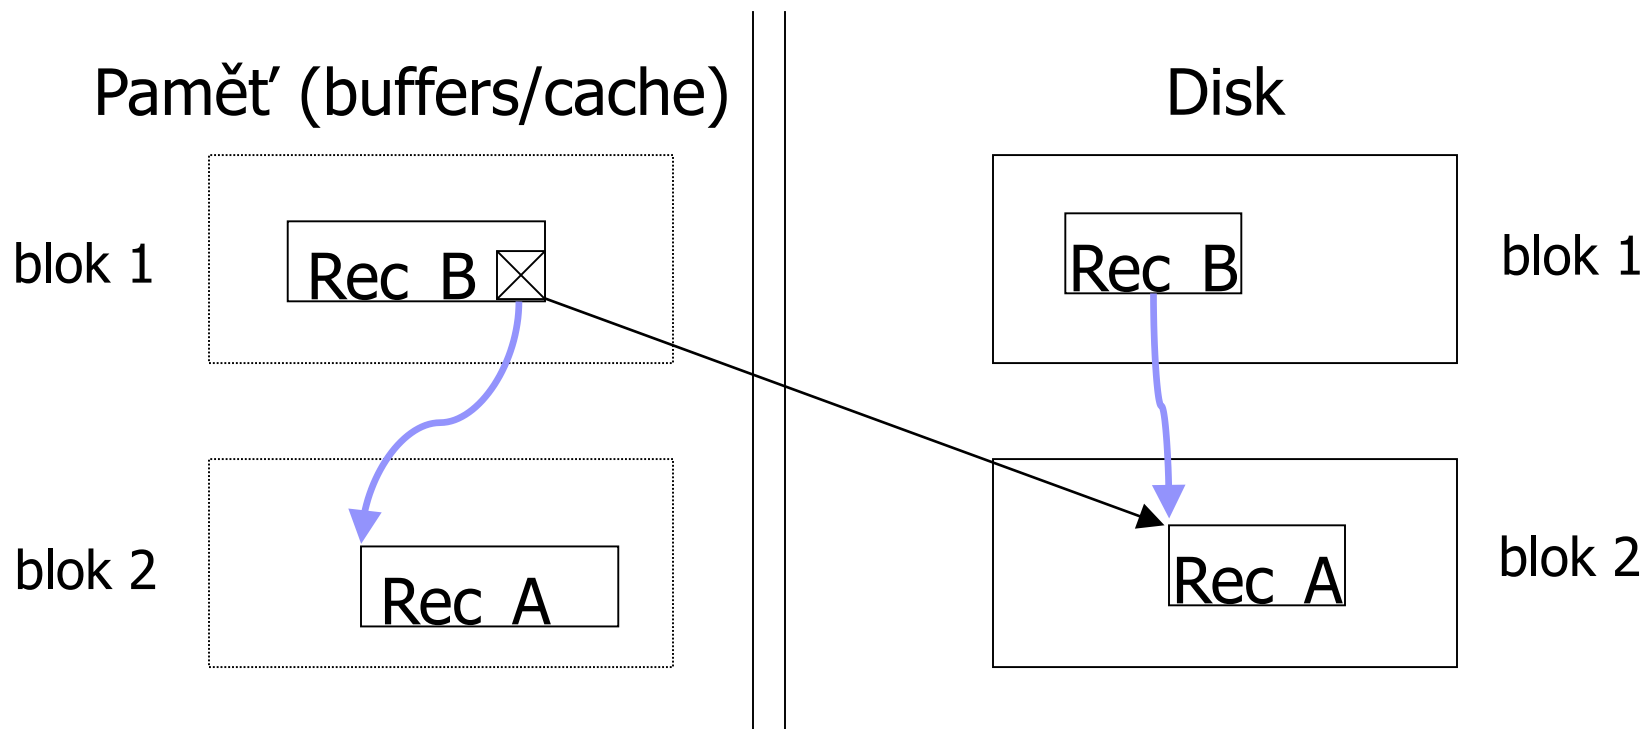 Paměť (buffers/cache)
Disk
blok 1
Rec B
Rec B
blok 1
blok 2
Rec A
Rec A
blok 2